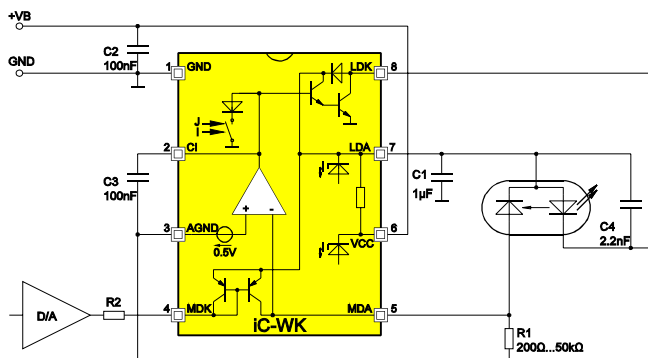 +VB
GND
C2
100nF
1
GND
LDK
8
J
I
2
CI
LDA
7
C3
100nF
C1
1µF
3
AGND
+
-
0.5V
VCC
6
C4
2.2nF
D/A
R2
4
MDK
MDA
5
iC-WK
R1
200Ω...50kΩ